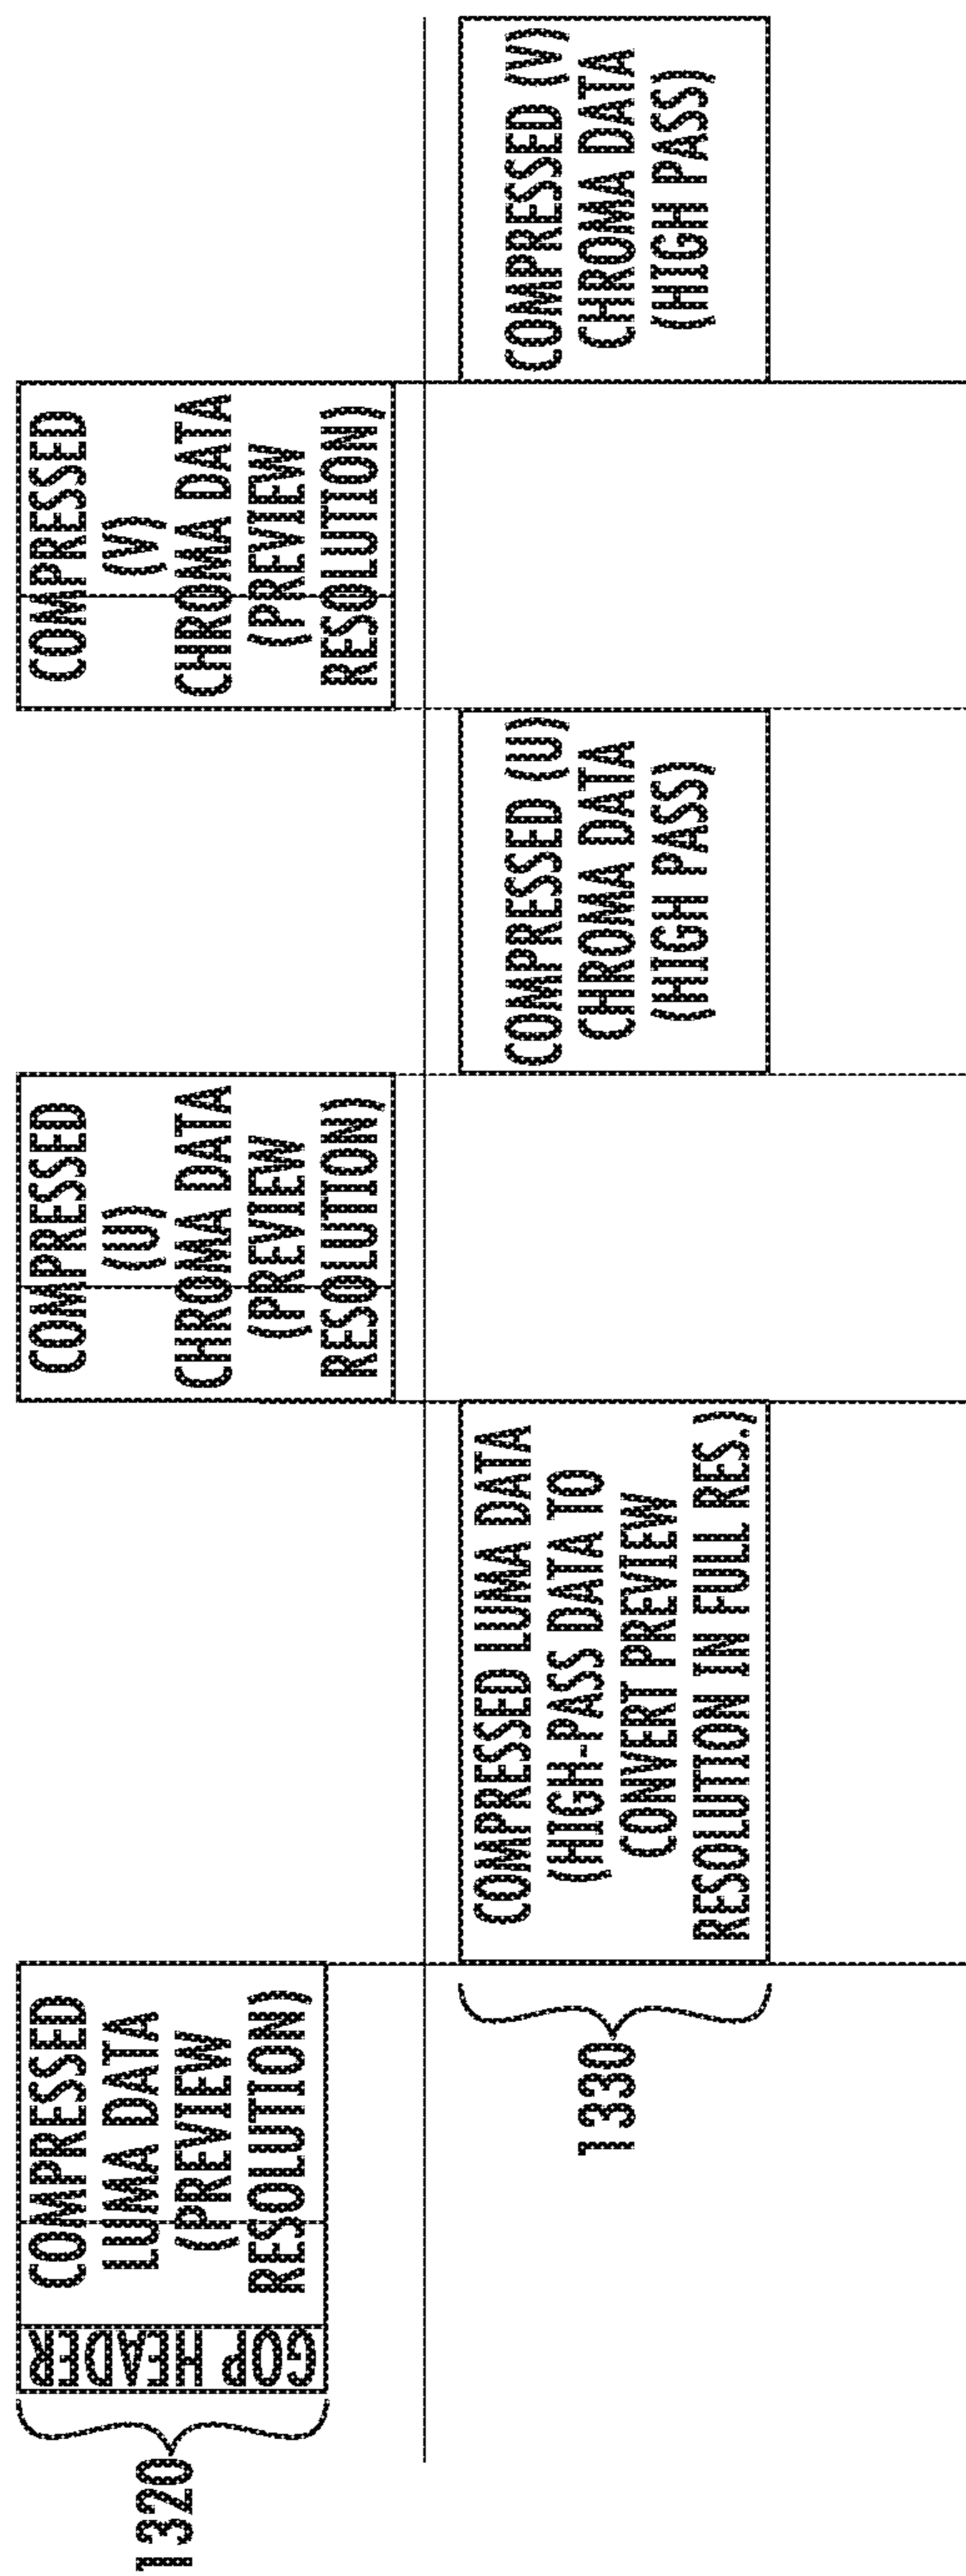 1320
GOP HEADER
COMPRESSED
LUMA DATA
(PREVIEW
RESOLUTION)
COMPRESSED
(U)
CHROMA DATA
(PREVIEW
RESOLUTION)
COMPRESSED
(V)
CHROMA DATA
(PREVIEW
RESOLUTION)
1330
COMPRESSED LUMA DATA
(HIGH-PASS DATA TO
CONVERT PREVIEW
RESOLUTION IN FULL RES.)
COMPRESSED (U)
CHROMA DATA
(HIGH PASS)
COMPRESSED (V)
CHROMA DATA
(HIGH PASS)